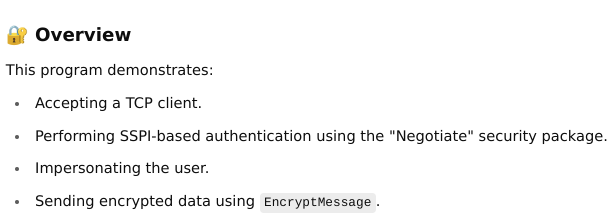 🔐 Overview
This program demonstrates:
• Accepting a TCP client.
• Performing SSPI-based authentication using the "Negotiate" security package.
• Impersonating the user.
• Sending encrypted data using EncryptMessage.